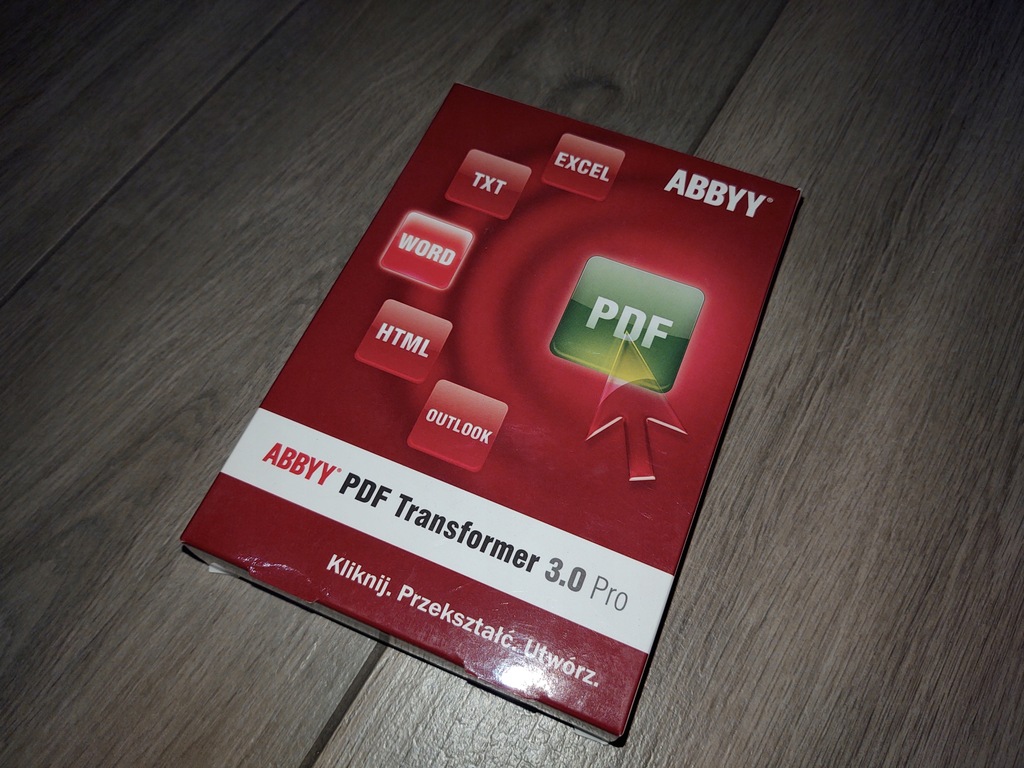 EXCEL
TXT
ABBYY®
WORD
PDF
HTML
OUTLOOK
ABBYY® PDF Transformer 3.0 Pro
Kliknij. Przekształć. Utwórz.